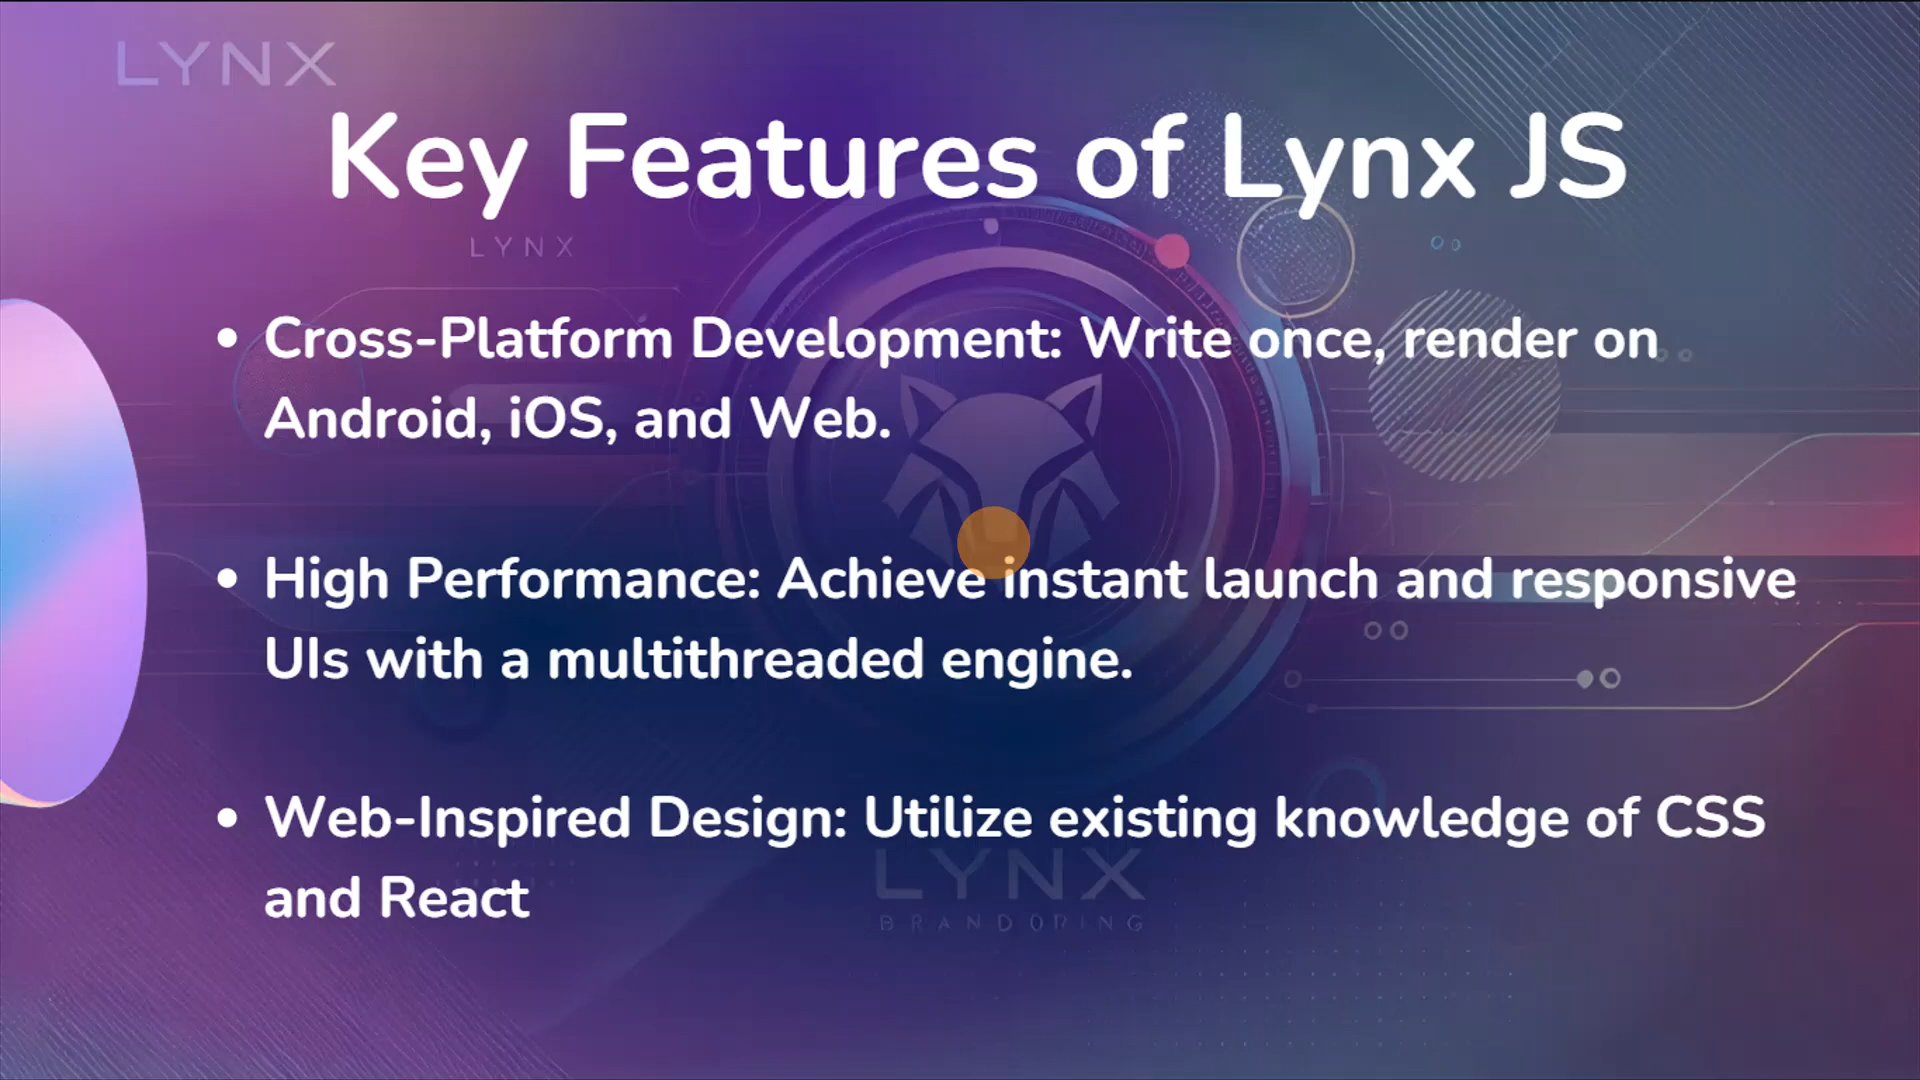 LYNX
Key Features of Lynx JS
LYNX
• Cross-Platform Development: Write once, render on
Android, iOS, and Web.
• High Performance: Achieve instant launch and responsive
UIs with a multithreaded engine.
• Web-Inspired Design: Utilize existing knowledge of CSS
and React
LYNX
BRANDORING